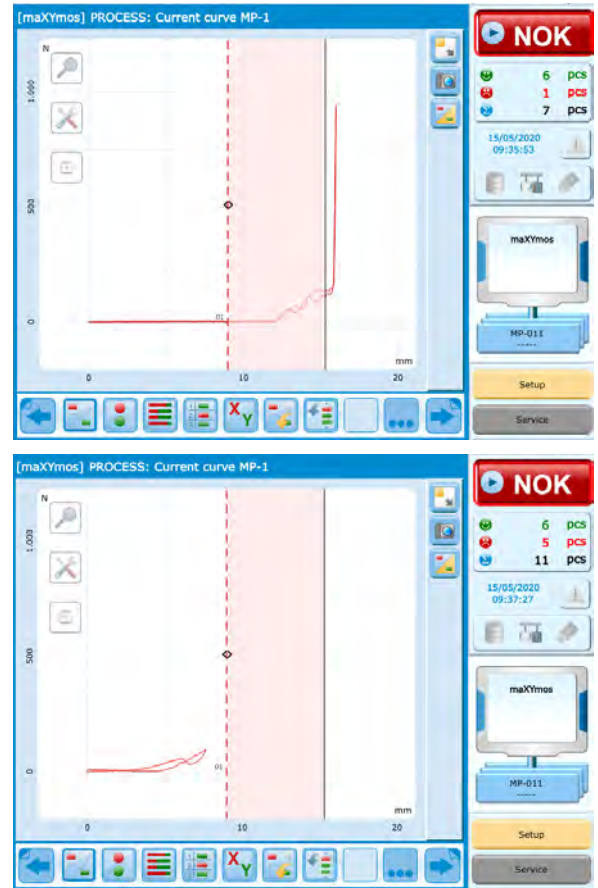 [maXYmos] PROCESS: Current curve MP-1
N
1.000
500
0
01
mm
0
10
20
XY
NOK
6 pcs
1 pcs
7 pcs
15/05/2020
09:35:53
maXYmos
MP-011
-----
Setup
Service
[maXYmos] PROCESS: Current curve MP-1
N
1.000
500
0
01
mm
0
10
20
XY
NOK
6 pcs
5 pcs
11 pcs
15/05/2020
09:37:27
maXYmos
MP-011
-----
Setup
Service